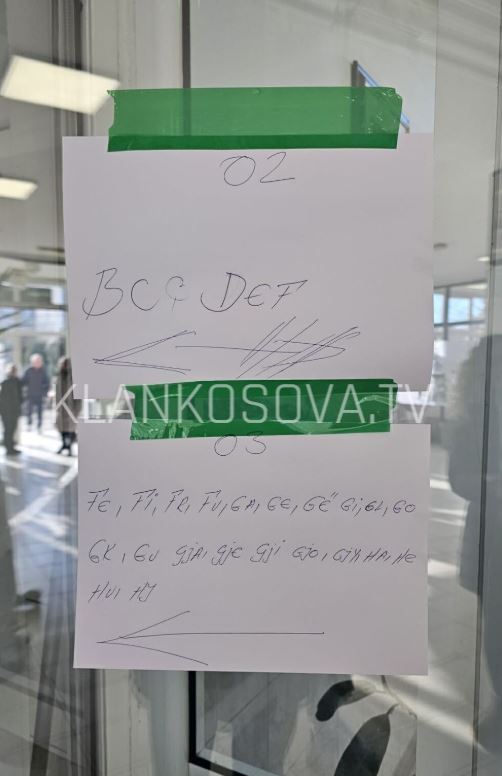 02
BCÇ DEF
KLANKOSOVA.TV
03
FE, Fi, FR, FU, GA, GE, GË Gi, GL, GO
GR, GU gjA, gje gji GJO, GJY, HA, HE
HU, HY